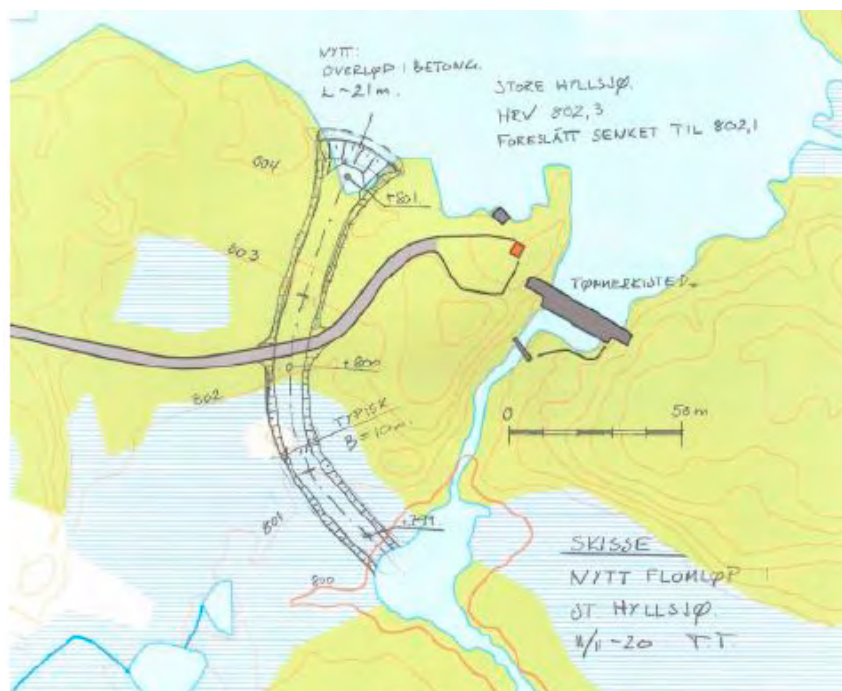 NYTT:
OVERLØP I BETONG.
L ~ 21 m.
STORE HYLLSJØ.
HRV 802,3
FORESLÅTT SENKET TIL 802,1
804
+801
803
TØMMERKISTED.
+800
802
0 50 m
TYPISK
B = 10 m.
801
+799
800
SKISSE
NYTT FLOMLØP I
ST HYLLSJØ.
11/11-20 T.T.